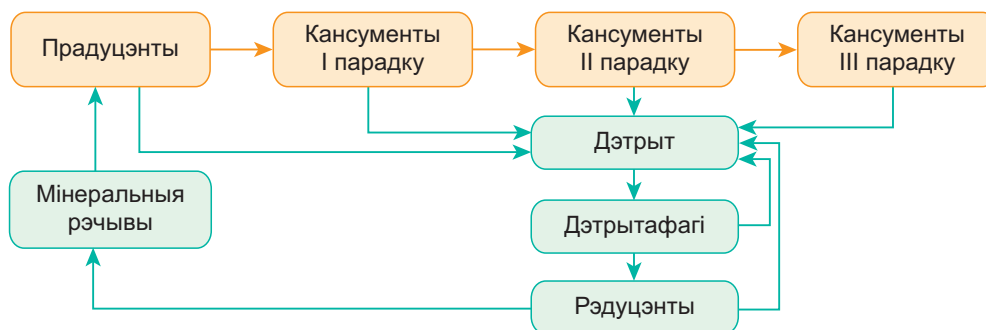 Прадуцэнты
Кансументы
I парадку
Кансументы
II парадку
Кансументы
III парадку
Дэтрыт
Мінеральныя
рэчывы
Дэтрытафагі
Рэдуцэнты